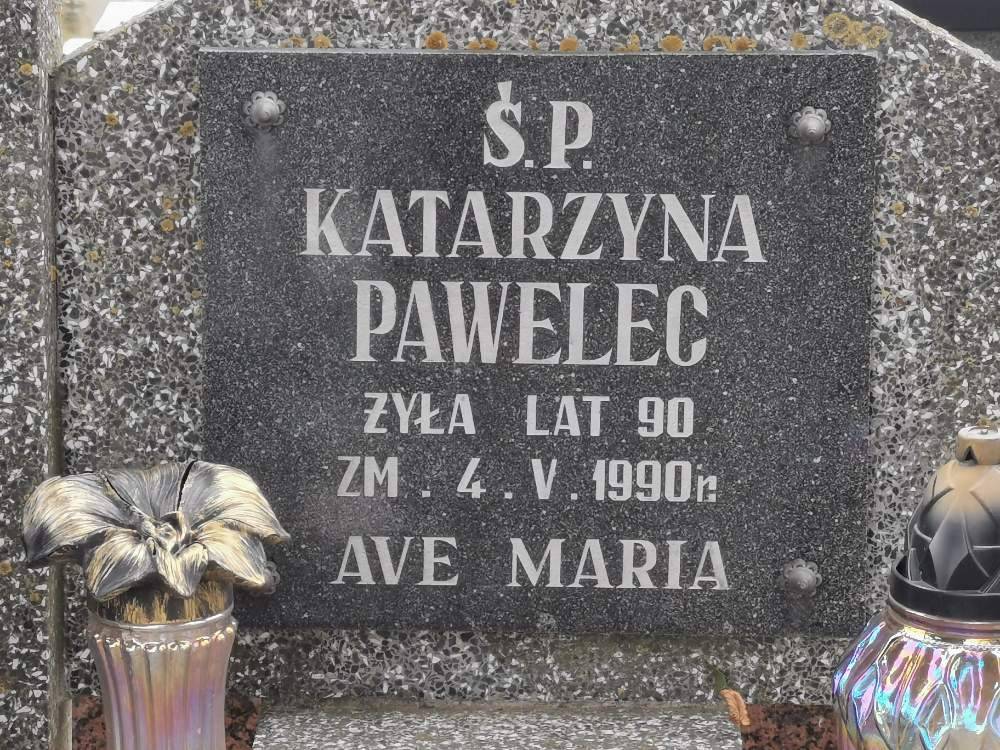 Ś.P.
KATARZYNA
PAWELEC
ŻYŁA LAT 90
ZM. 4. V. 1990r.
AVE MARIA